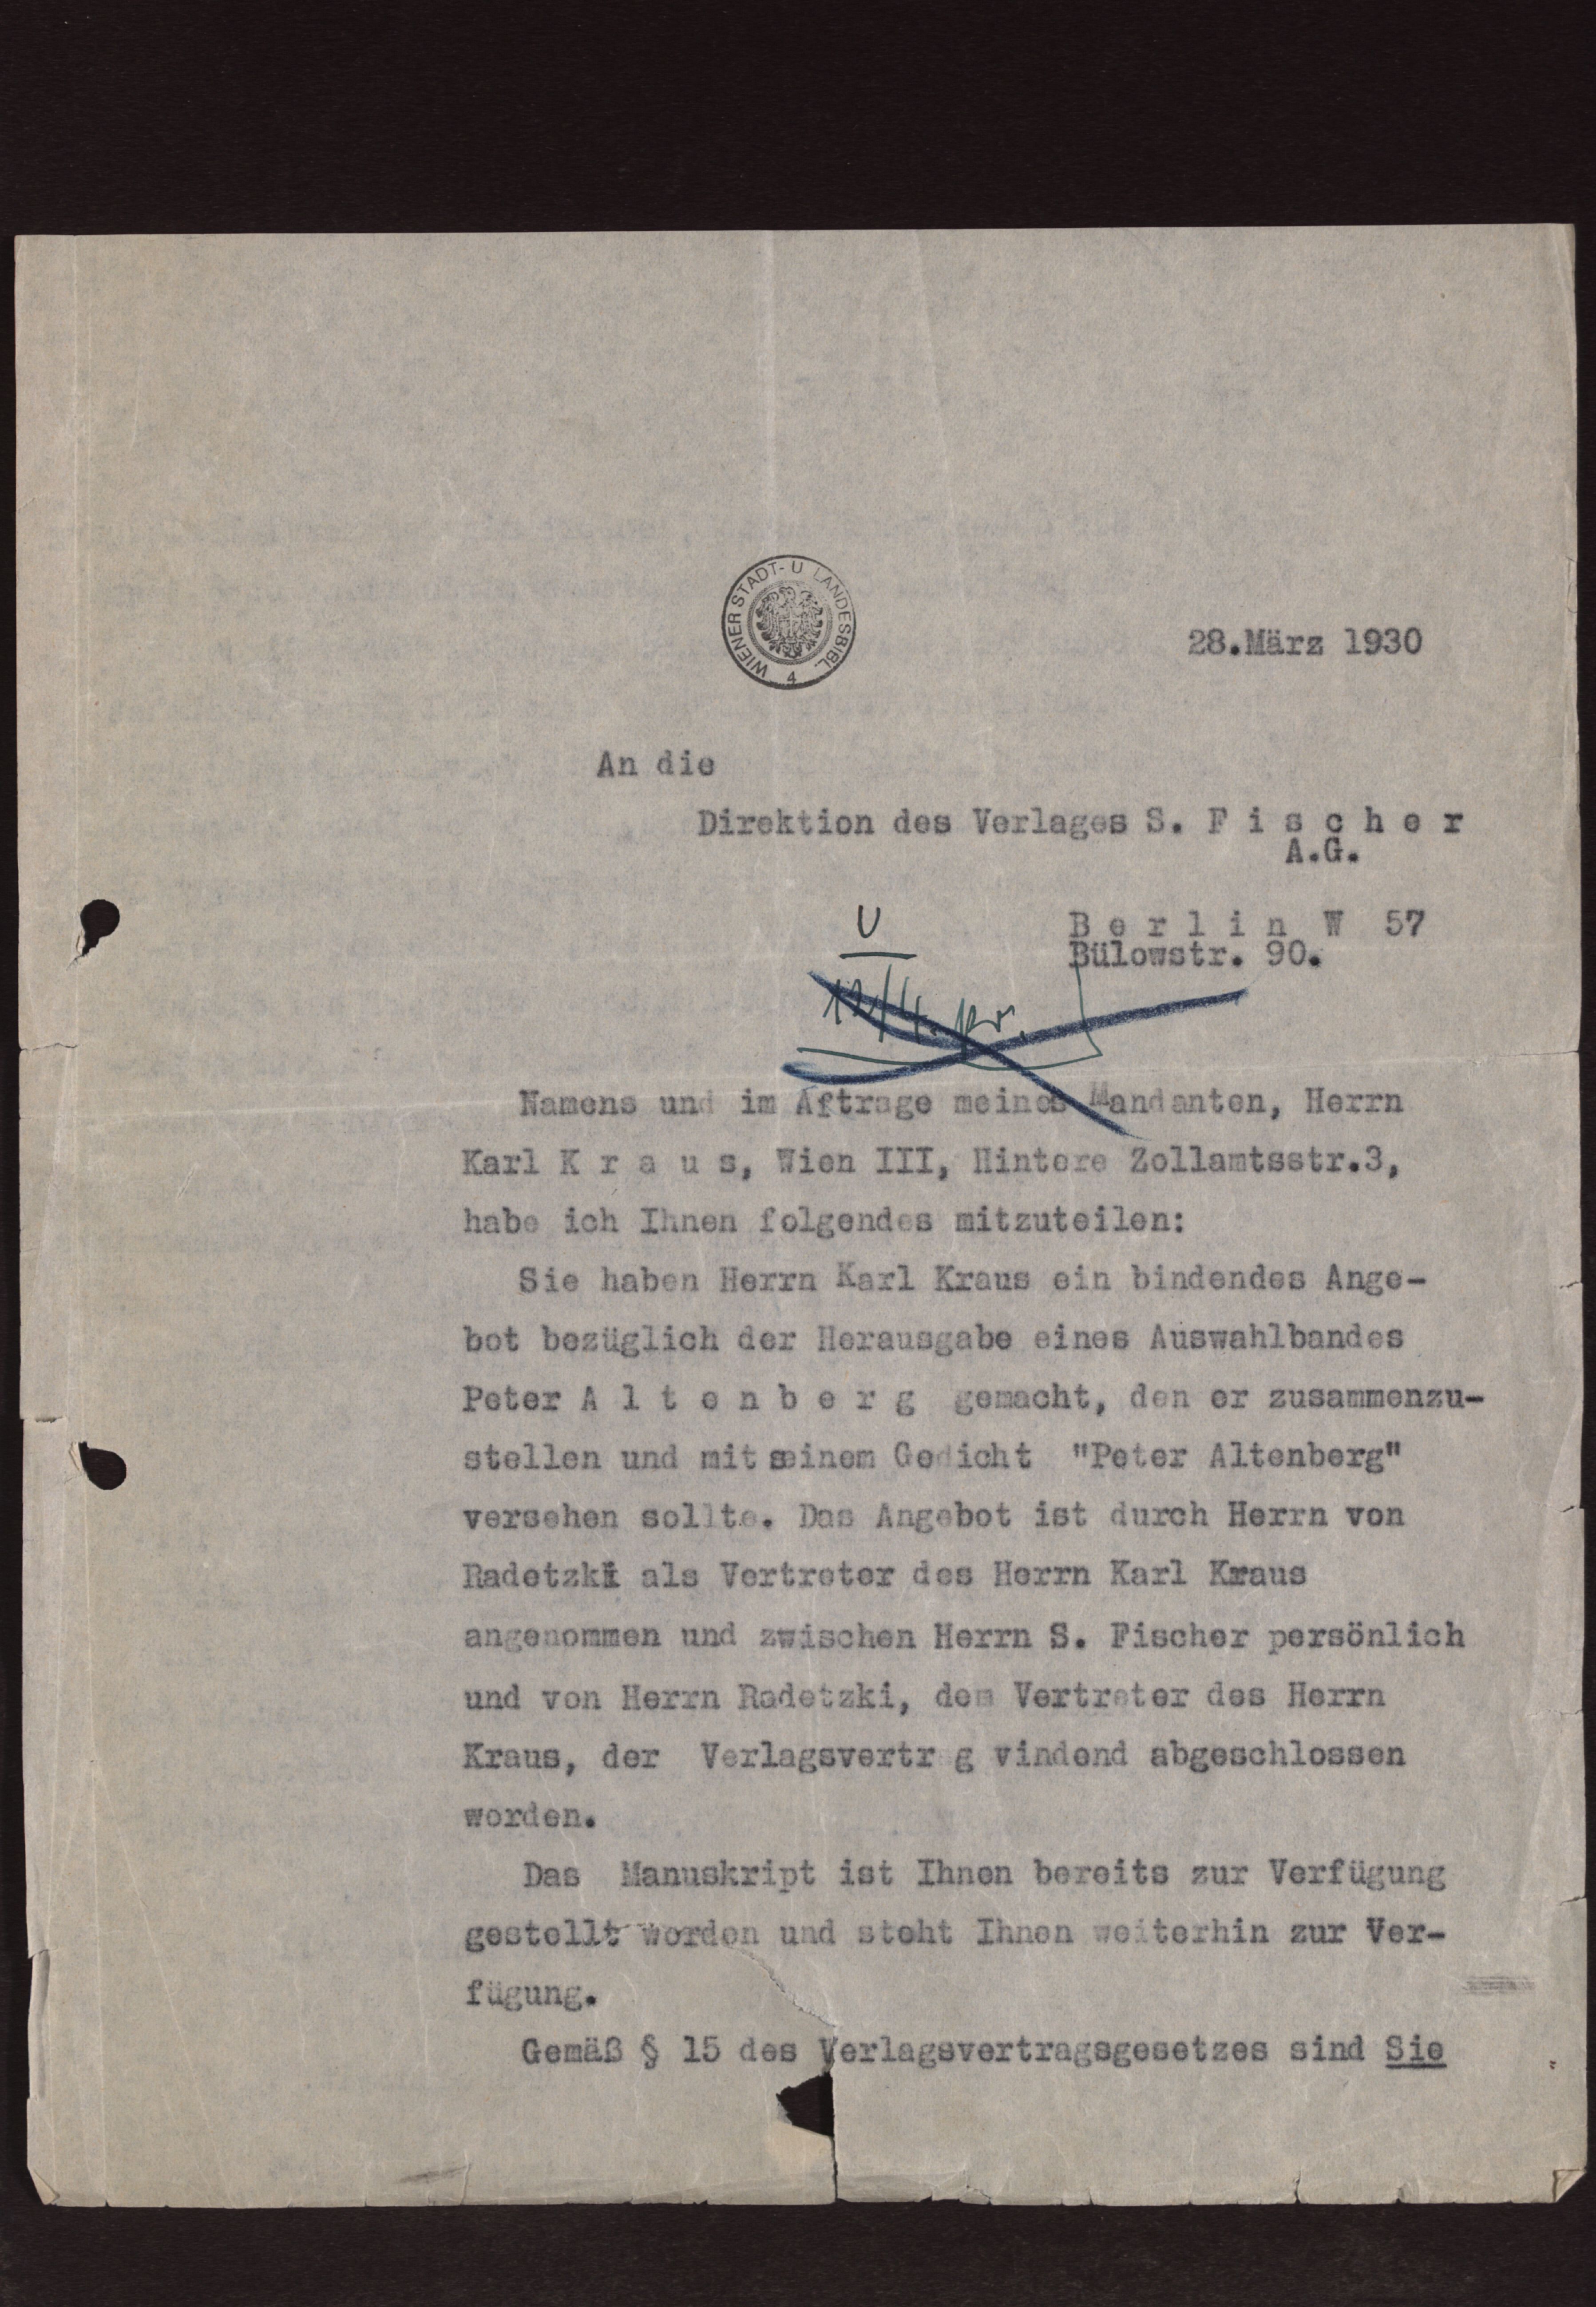 WIENER STADT- U LANDESBIBL.
4
28.März 1930
An die
Direktion des Verlages S. F i s c h e r
A.G.
U
B e r l i n W 57
Bülowstr. 90.
Namens und im Aftrage meines Mandanten, Herrn
Karl K r a u s, Wien III, Hintere Zollamtsstr.3,
habe ich Ihnen folgendes mitzuteilen:
Sie haben Herrn Karl Kraus ein bindendes Ange-
bot bezüglich der Herausgabe eines Auswahlbandes
Peter A l t e n b e r g gemacht, den er zusammenzu-
stellen und mit seinem Gedicht "Peter Altenberg"
versehen sollte. Das Angebot ist durch Herrn von
Radetzki als Vertreter des Herrn Karl Kraus
angenommen und zwischen Herrn S. Fischer persönlich
und von Herrn Radetzki, dem Vertreter des Herrn
Kraus, der Verlagsvertr g vindend abgeschlossen
worden.
Das Manuskript ist Ihnen bereits zur Verfügung
gestellt worden und steht Ihnen weiterhin zur Ver-
fügung.
Gemäß § 15 des Verlagsvertragsgesetzes sind Sie